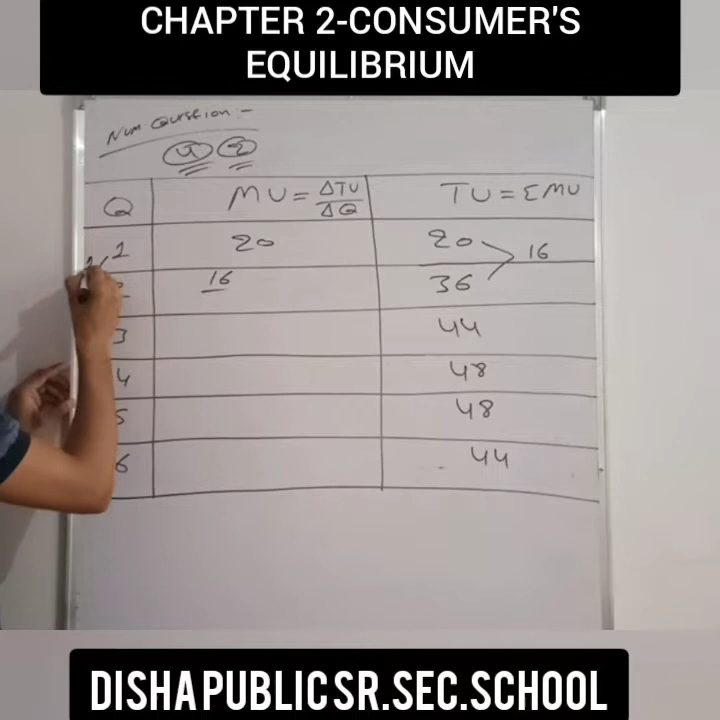 CHAPTER 2-CONSUMER'S
EQUILIBRIUM
Num Question :-
Q MU = ΔTU/ΔQ TU = ΣMU
1 20 20 16
16 36
3 44
4 48
5 48
6 44
DISHA PUBLIC SR.SEC.SCHOOL